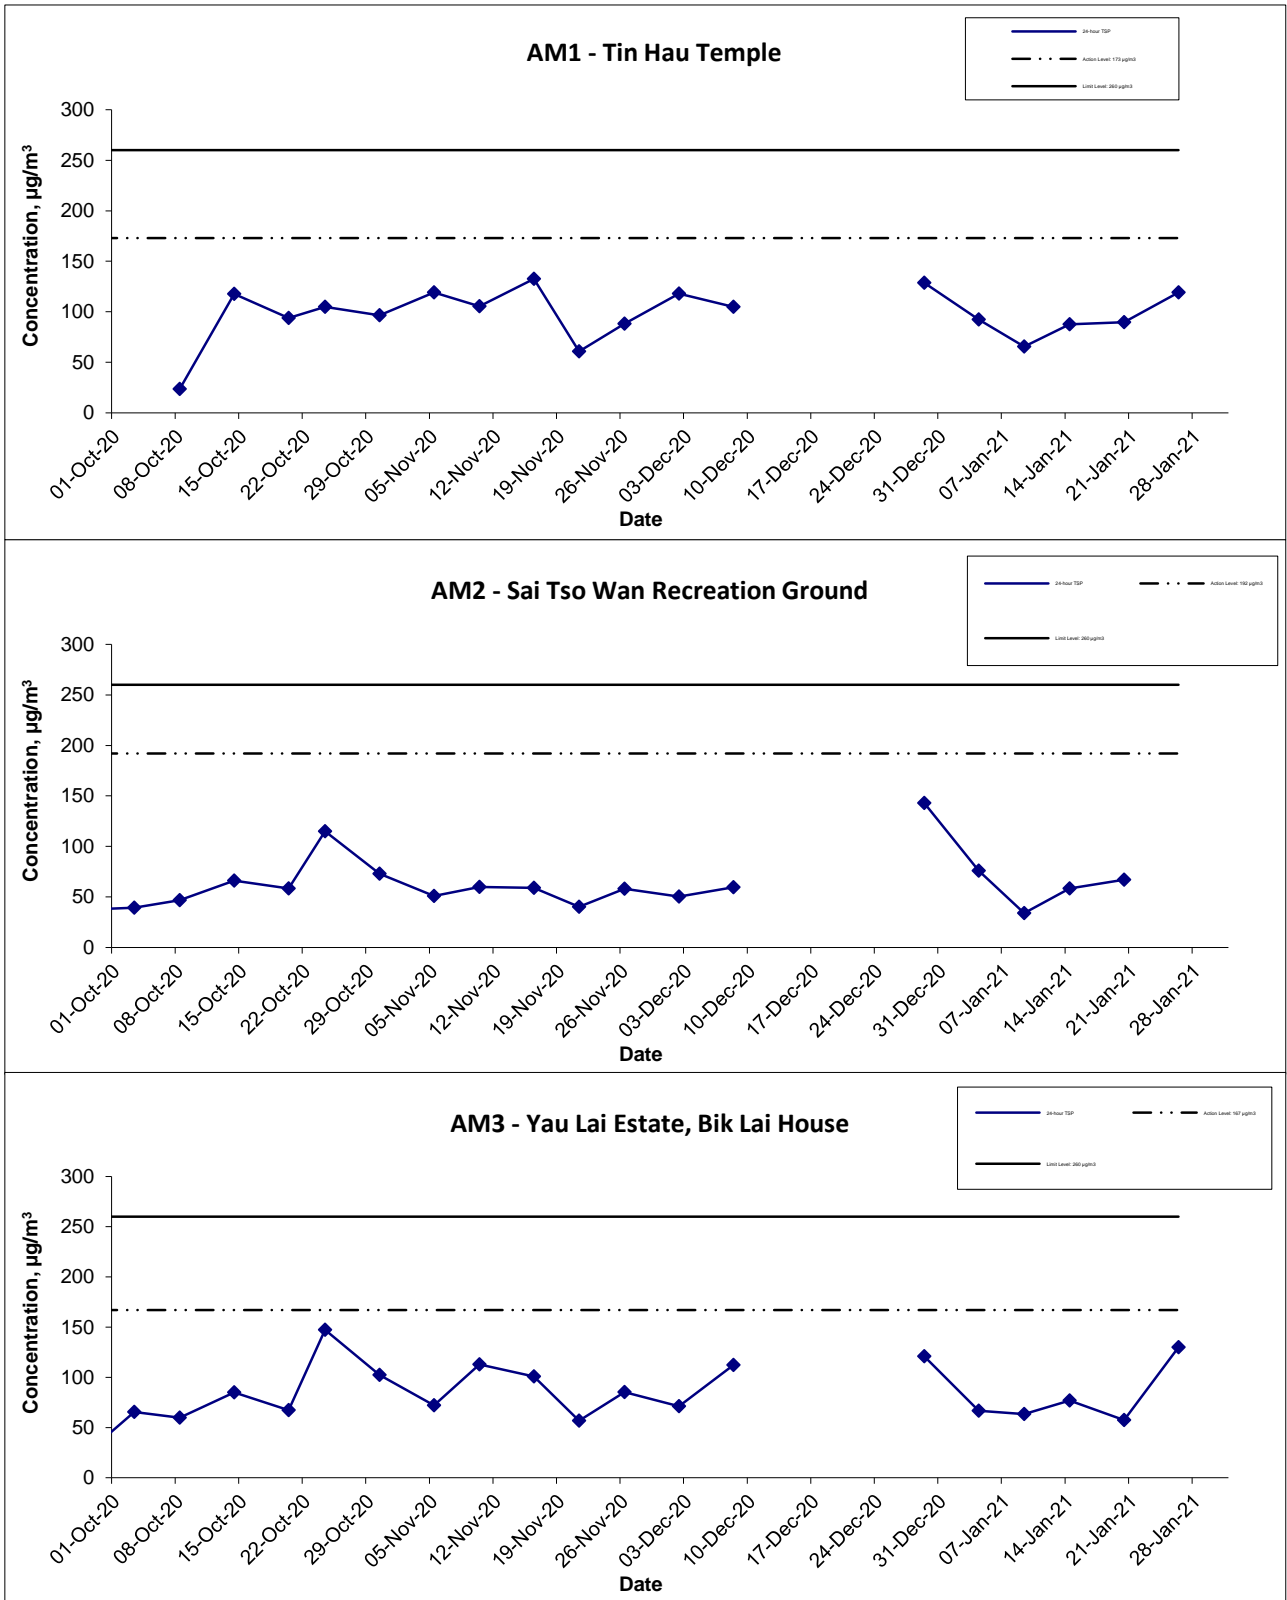 AM1 - Tin Hau Temple
24-hour TSP
Action Level: 173 µg/m3
Limit Level: 260 µg/m3
Concentration, µg/m³
300
250
200
150
100
50
0
01-Oct-20
08-Oct-20
15-Oct-20
22-Oct-20
29-Oct-20
05-Nov-20
12-Nov-20
19-Nov-20
26-Nov-20
03-Dec-20
10-Dec-20
17-Dec-20
24-Dec-20
31-Dec-20
07-Jan-21
14-Jan-21
21-Jan-21
28-Jan-21
Date
AM2 - Sai Tso Wan Recreation Ground
24-hour TSP
Action Level: 192 µg/m3
Limit Level: 260 µg/m3
Concentration, µg/m³
300
250
200
150
100
50
0
01-Oct-20
08-Oct-20
15-Oct-20
22-Oct-20
29-Oct-20
05-Nov-20
12-Nov-20
19-Nov-20
26-Nov-20
03-Dec-20
10-Dec-20
17-Dec-20
24-Dec-20
31-Dec-20
07-Jan-21
14-Jan-21
21-Jan-21
28-Jan-21
Date
AM3 - Yau Lai Estate, Bik Lai House
24-hour TSP
Action Level: 167 µg/m3
Limit Level: 260 µg/m3
Concentration, µg/m³
300
250
200
150
100
50
0
01-Oct-20
08-Oct-20
15-Oct-20
22-Oct-20
29-Oct-20
05-Nov-20
12-Nov-20
19-Nov-20
26-Nov-20
03-Dec-20
10-Dec-20
17-Dec-20
24-Dec-20
31-Dec-20
07-Jan-21
14-Jan-21
21-Jan-21
28-Jan-21
Date